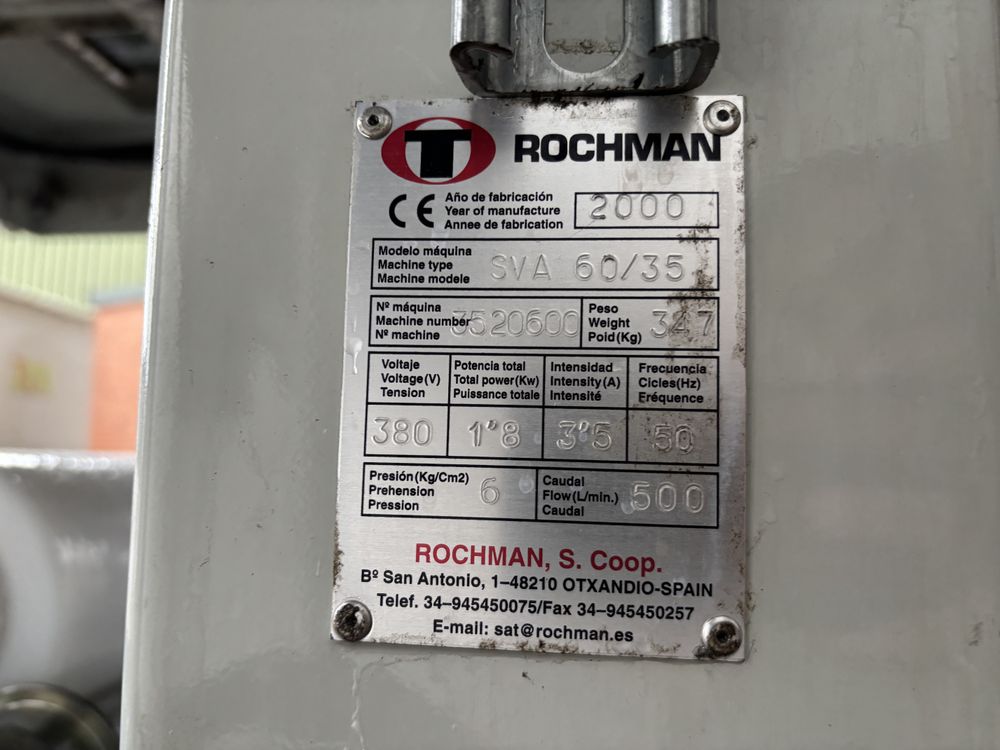 T ROCHMAN
CE
Año de fabricación
Year of manufacture
Annee de fabrication
2000
Modelo máquina
Machine type
Machine modele
SVA 60/35
Nº máquina
Machine number
Nº machine
3520600
Peso
Weight
Poid(Kg)
347
Voltaje
Voltage(V)
Tension
Potencia total
Total power(Kw)
Puissance totale
Intensidad
Intensity(A)
Intensité
Frecuencia
Cicles(Hz)
Fréquence
380
1'8
3'5
50
Presión(Kg/Cm2)
Prehension
Pression
6
Caudal
Flow(L/min.)
Caudal
500
ROCHMAN, S. Coop.
Bº San Antonio, 1-48210 OTXANDIO-SPAIN
Telef. 34-945450075/Fax 34-945450257
E-mail: sat@rochman.es